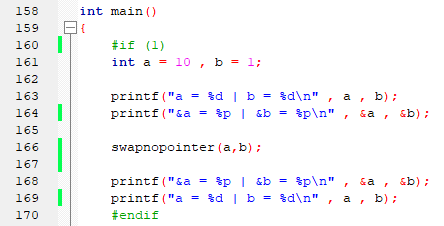 158 int main()
159 {
160 #if (1)
161 int a = 10 , b = 1;
162
163 printf("a = %d | b = %d\n" , a , b);
164 printf("&a = %p | &b = %p\n" , &a , &b);
165
166 swapnopointer(a,b);
167
168 printf("&a = %p | &b = %p\n" , &a , &b);
169 printf("a = %d | b = %d\n" , a , b);
170 #endif